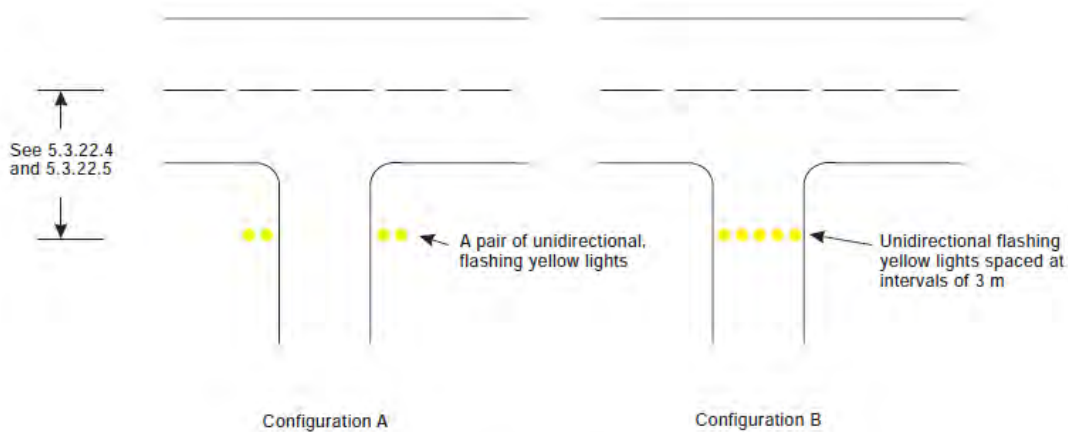 See 5.3.22.4
and 5.3.22.5
A pair of unidirectional,
flashing yellow lights
Unidirectional flashing
yellow lights spaced at
intervals of 3 m
Configuration A
Configuration B